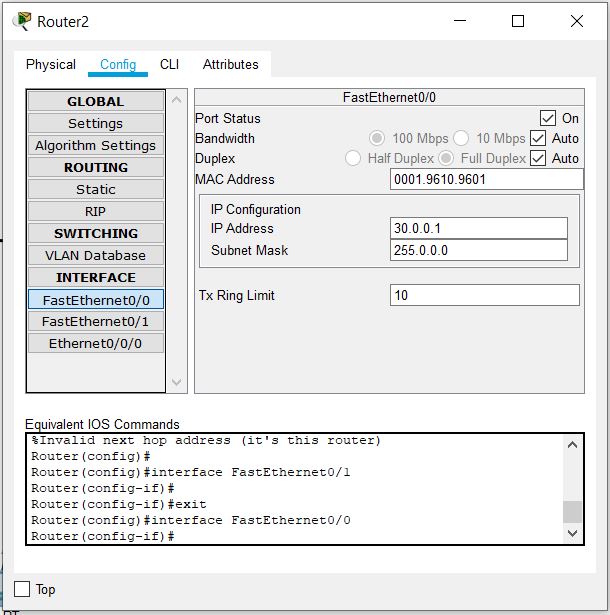 Router2
Physical Config CLI Attributes
GLOBAL
Settings
Algorithm Settings
ROUTING
Static
RIP
SWITCHING
VLAN Database
INTERFACE
FastEthernet0/0
FastEthernet0/1
Ethernet0/0/0
FastEthernet0/0
Port Status On
Bandwidth 100 Mbps 10 Mbps Auto
Duplex Half Duplex Full Duplex Auto
MAC Address 0001.9610.9601
IP Configuration
IP Address 30.0.0.1
Subnet Mask 255.0.0.0
Tx Ring Limit 10
Equivalent IOS Commands
%Invalid next hop address (it's this router)
Router(config)#
Router(config)#interface FastEthernet0/1
Router(config-if)#
Router(config-if)#exit
Router(config)#interface FastEthernet0/0
Router(config-if)#
Top